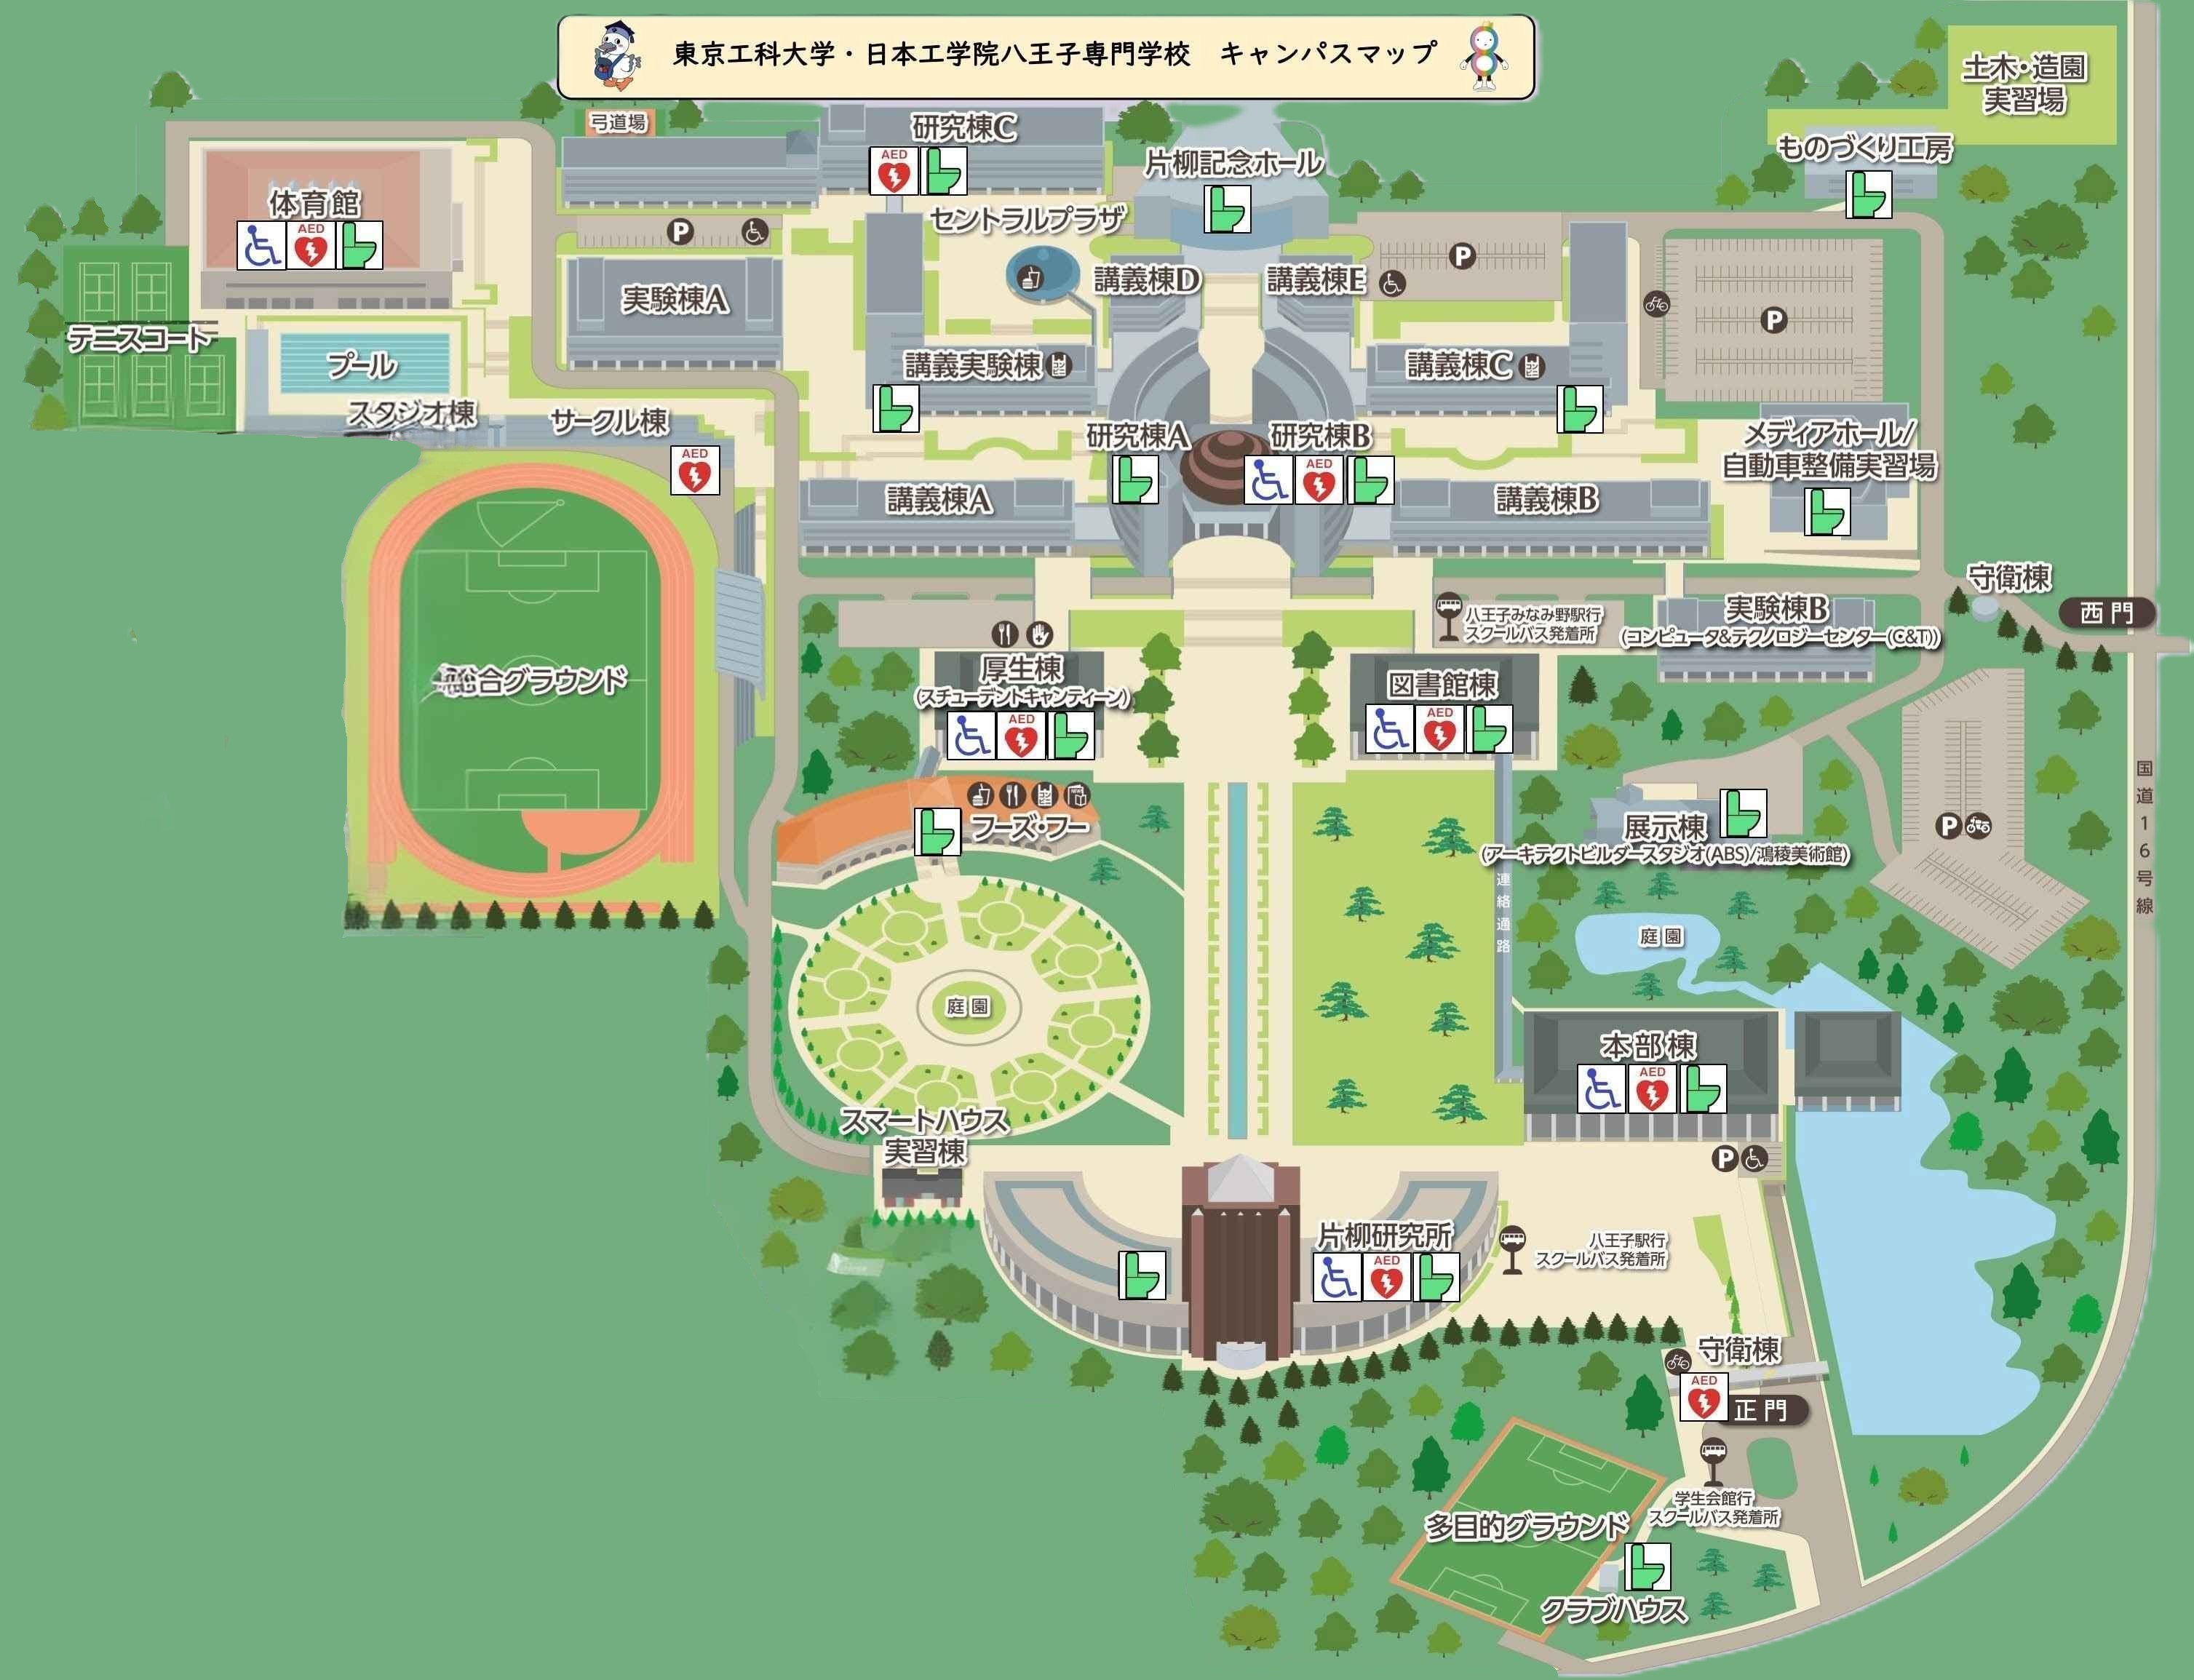 東京工科大学・日本工学院八王子専門学校　キャンパスマップ
土木・造園
実習場
弓道場
研究棟C
AED
片柳記念ホール
ものづくり工房
体育館
AED
セントラルプラザ
P
P
講義棟D
講義棟E
実験棟A
P
テニスコート
プール
講義実験棟
講義棟C
スタジオ棟
サークル棟
AED
研究棟A
研究棟B
AED
メディアホール/
自動車整備実習場
講義棟A
講義棟B
守衛棟
西門
八王子みなみ野駅行
スクールバス発着所
実験棟B
(コンピュータ&テクノロジーセンター(C&T))
総合グラウンド
厚生棟
(スチューデントキャンティーン)
AED
図書館棟
AED
国道16号線
フーズ・フー
展示棟
(アーキテクトビルダースタジオ(ABS)/鴻稜美術館)
P
連絡通路
庭園
庭園
本部棟
AED
スマートハウス
実習棟
P
片柳研究所
AED
八王子駅行
スクールバス発着所
守衛棟
AED
正門
学生会館行
スクールバス発着所
多目的グラウンド
クラブハウス